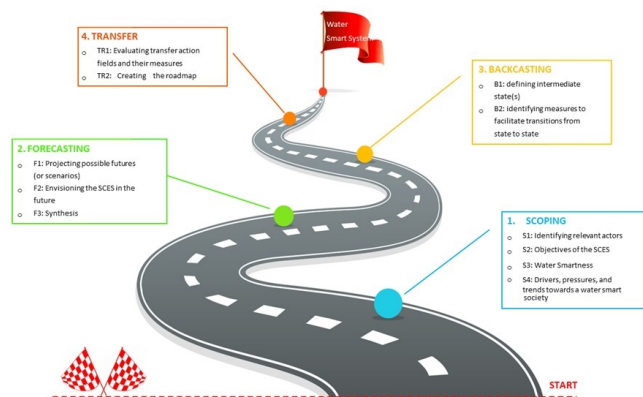 Water
Smart System
4. TRANSFER
TR1: Evaluating transfer action
fields and their measures
TR2: Creating the roadmap
3. BACKCASTING
B1: defining intermediate
state(s)
B2: identifying measures to
facilitate transitions from
state to state
2. FORECASTING
F1: Projecting possible futures
(or scenarios)
F2: Envisioning the SCES in the
future
F3: Synthesis
1. SCOPING
S1: Identifying relevant actors
S2: Objectives of the SCES
S3: Water Smartness
S4: Drivers, pressures, and
trends towards a water smart
society
START